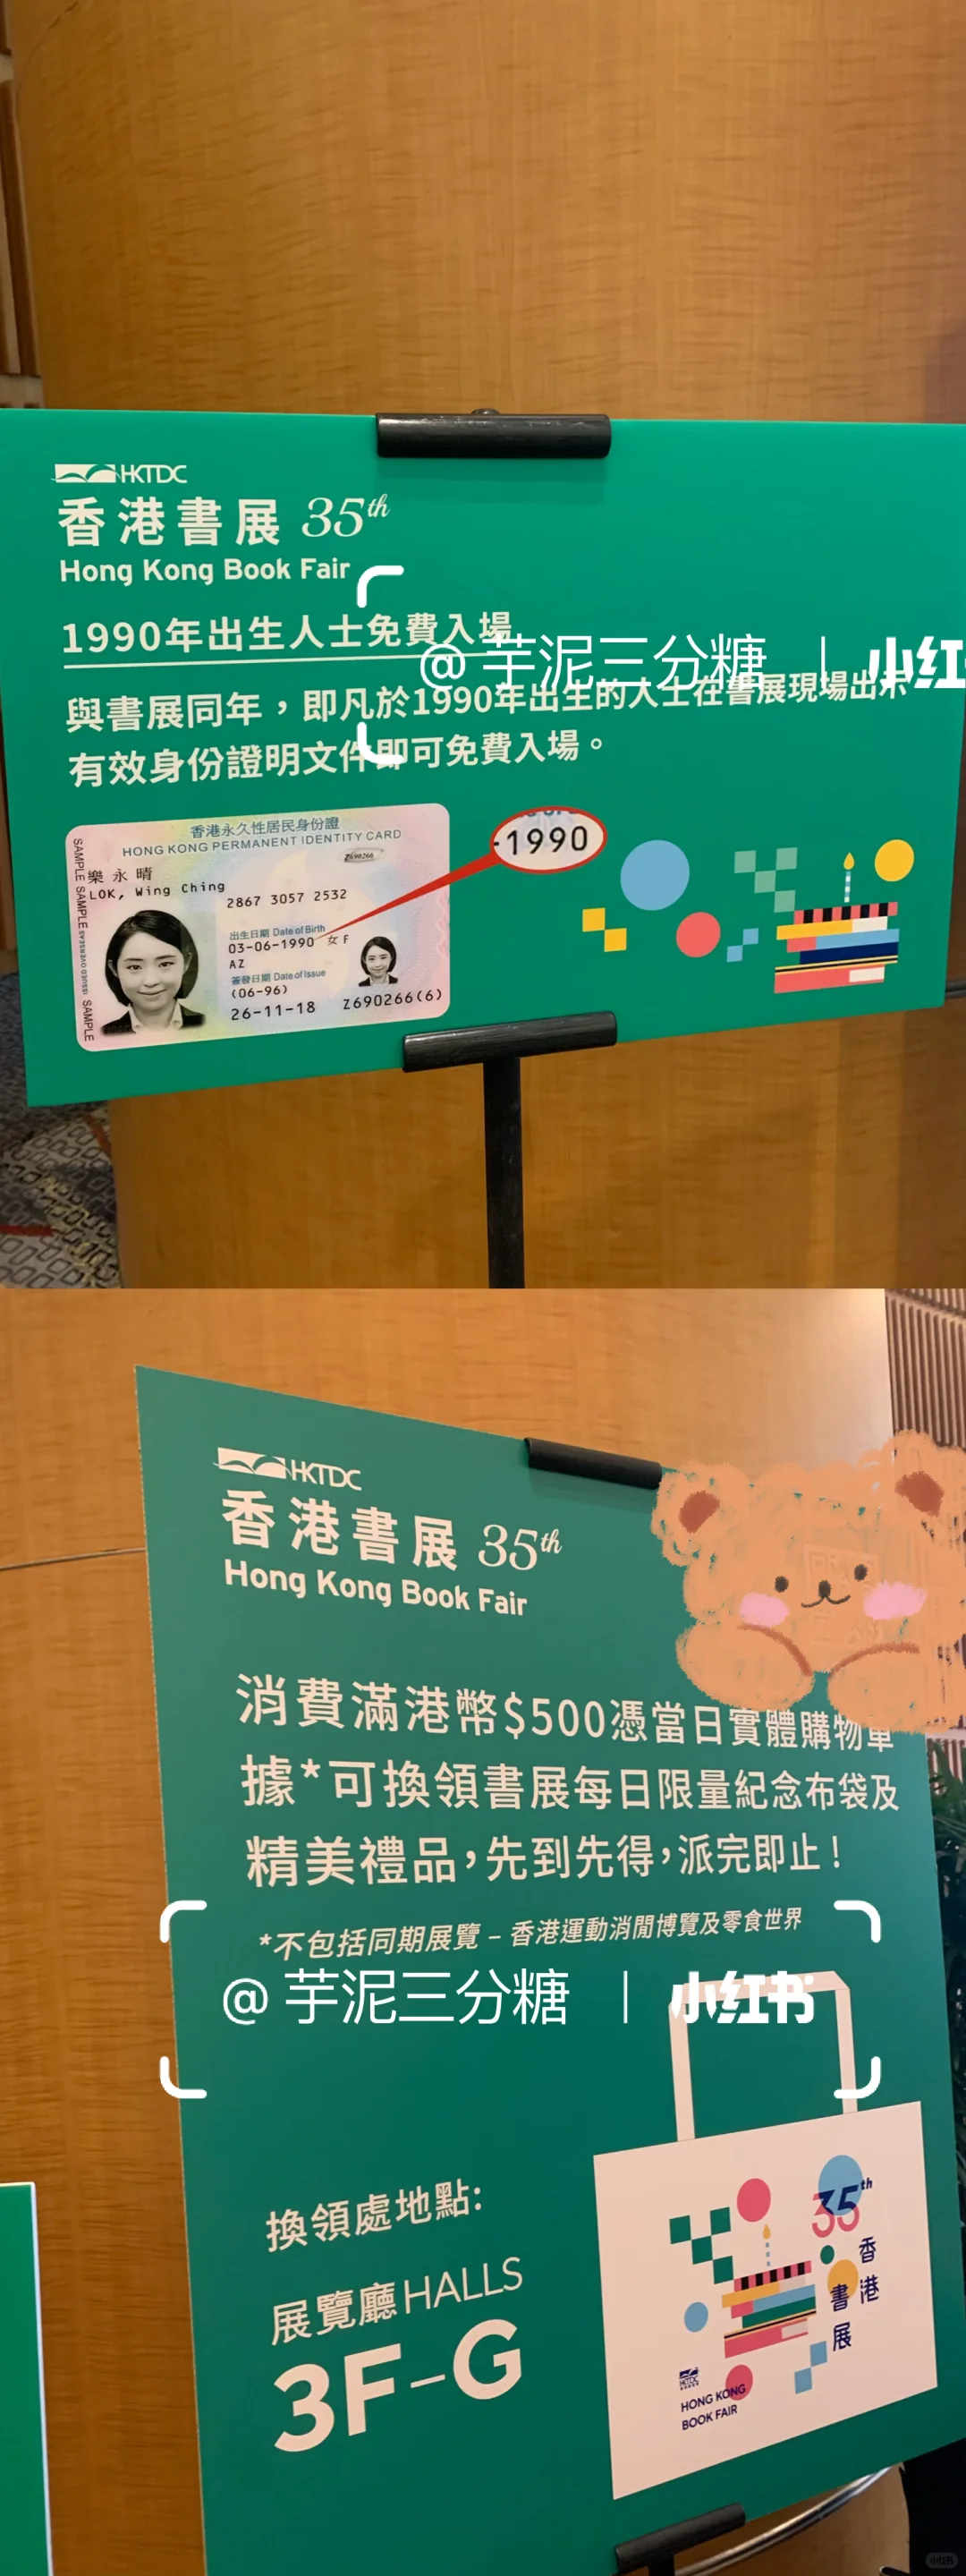 HKTDC
香港書展 35th
Hong Kong Book Fair
1990年出生人士免費入場
@芋泥三分糖 | 小红
與書展同年，即凡於1990年出生的人士在書展現場出示
有效身份證明文件即可免費入場。
香港永久性居民身份證
HONG KONG PERMANENT IDENTITY CARD
Z690266
樂永晴
LOK, Wing Ching
2867 3057 2532
出生日期 Date of Birth
03-06-1990 女 F
AZ
簽發日期 Date of Issue
(06-96)
26-11-18 Z690266(6)
SAMPLE SAMPLE ISSUED OVERSEAS SAMPLE
-1990
HKTDC
香港書展 35th
Hong Kong Book Fair
消費滿港幣$500憑當日實體購物單
據*可換領書展每日限量紀念布袋及
精美禮品，先到先得，派完即止！
*不包括同期展覽 – 香港運動消閒博覽及零食世界
@芋泥三分糖 | 小红书
換領處地點:
展覽廳 HALLS
3F–G
35th
香港
書展
HKTDC
HONG KONG
BOOK FAIR
小红书